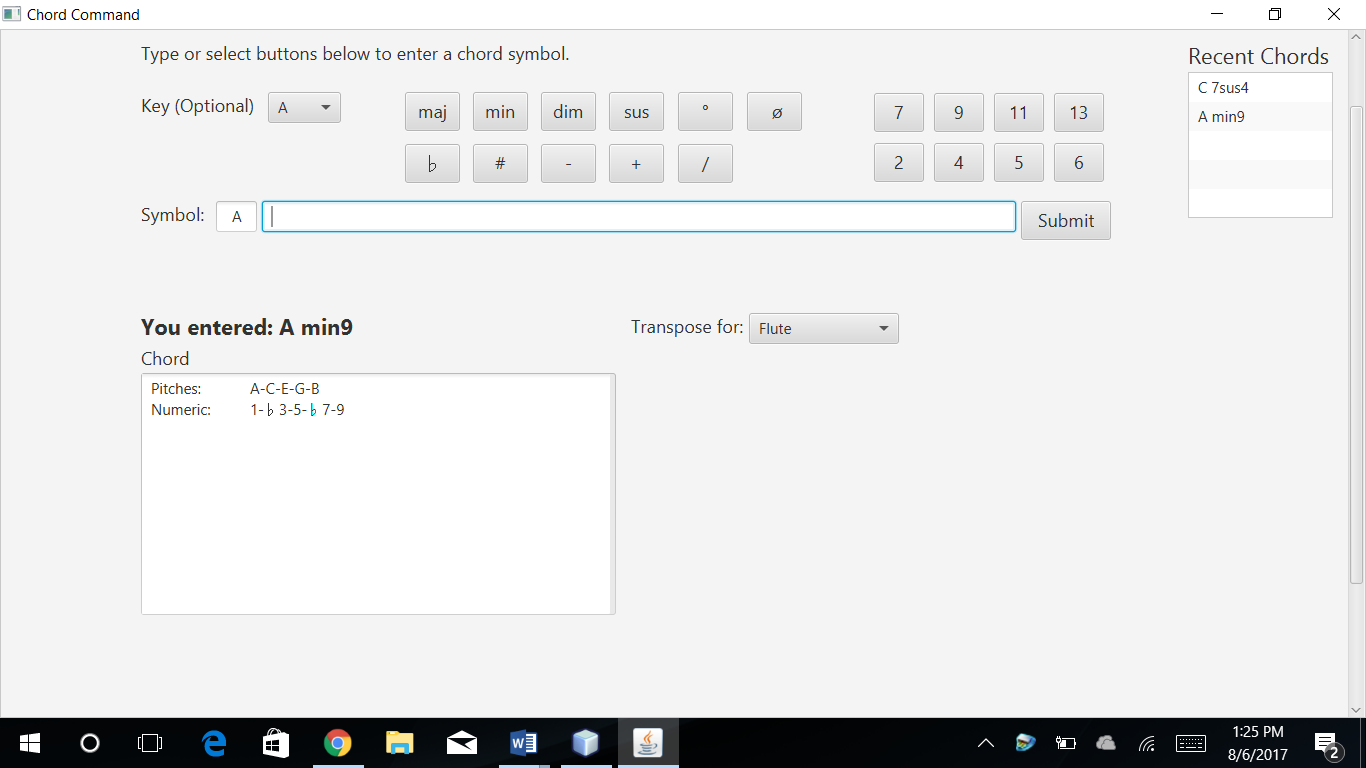 Chord Command
Type or select buttons below to enter a chord symbol.
Recent Chords
C 7sus4
A min9
Key (Optional) A
maj min dim sus ° ø
7 9 11 13
♭ # - + /
2 4 5 6
Symbol: A
Submit
You entered: A min9
Transpose for: Flute
Chord
Pitches: A-C-E-G-B
Numeric: 1-♭3-5-♭7-9
1:25 PM
8/6/2017
2